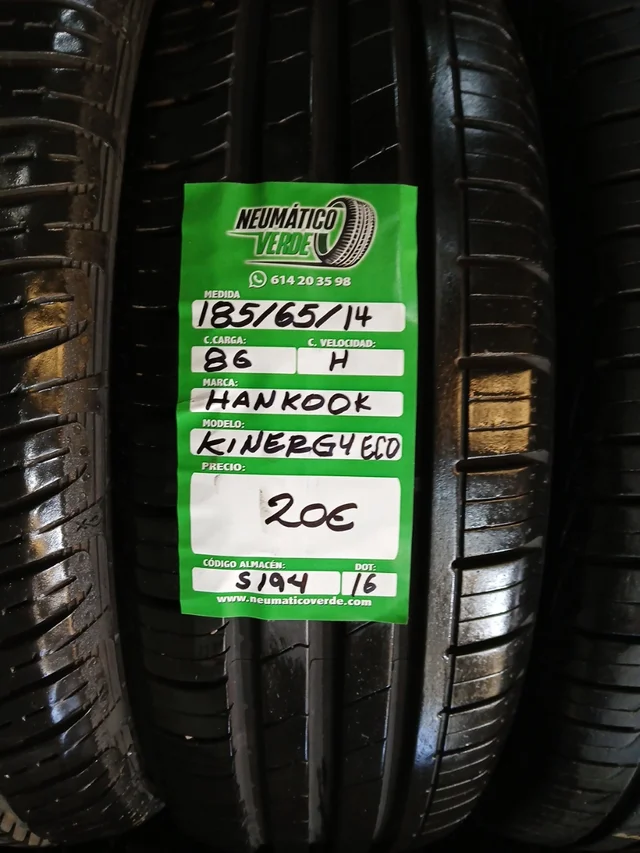 NEUMÁTICO
VERDE
614 20 35 98
MEDIDA
185/65/14
C.CARGA: C. VELOCIDAD:
86 H
MARCA:
HANKOOK
MODELO:
KINERGY ECO
PRECIO:
20€
CÓDIGO ALMACÉN: DOT:
S194 16
www.neumaticoverde.com